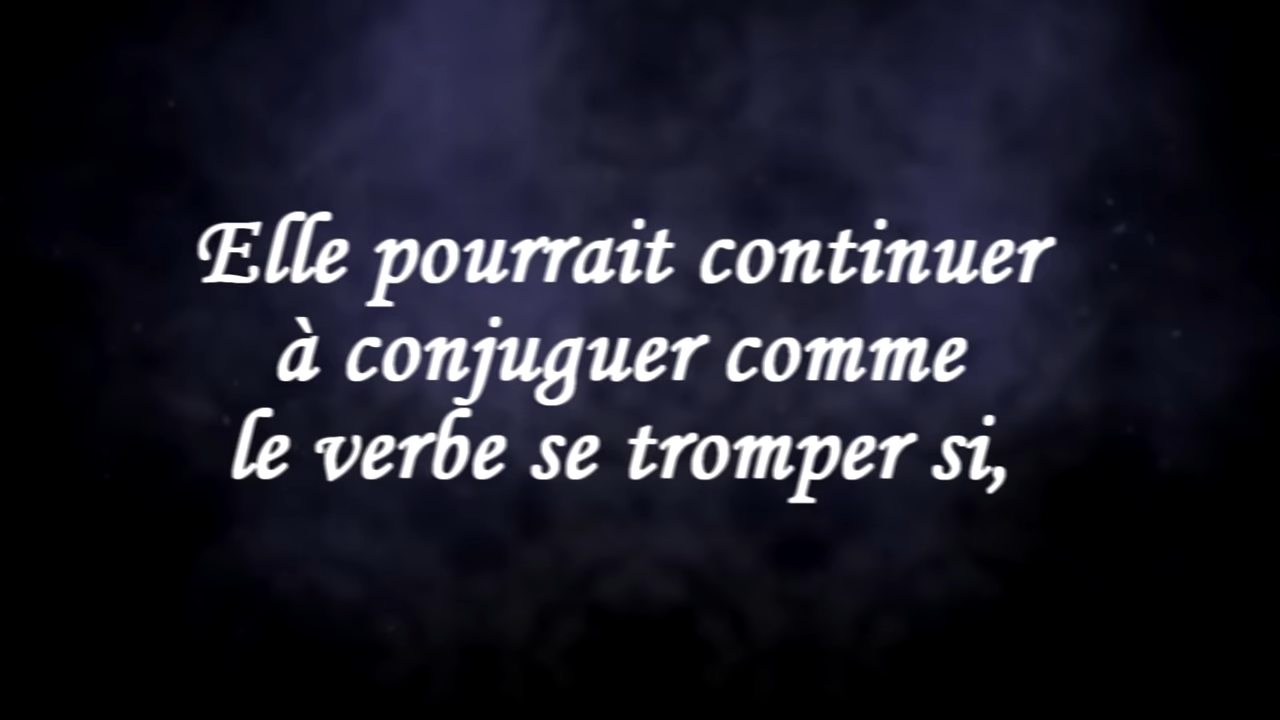 Elle pourrait continuer
à conjuguer comme
le verbe se tromper si,